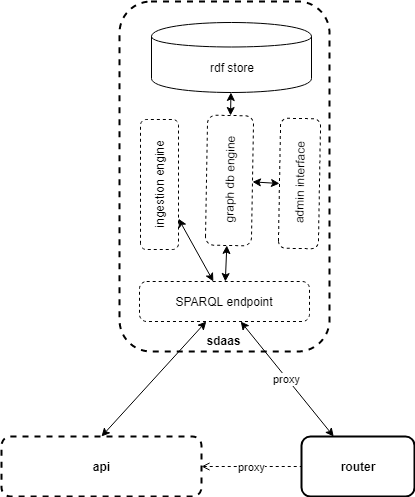 rdf store
ingestion engine
graph db engine
admin interface
SPARQL endpoint
sdaas
proxy
api
proxy
router